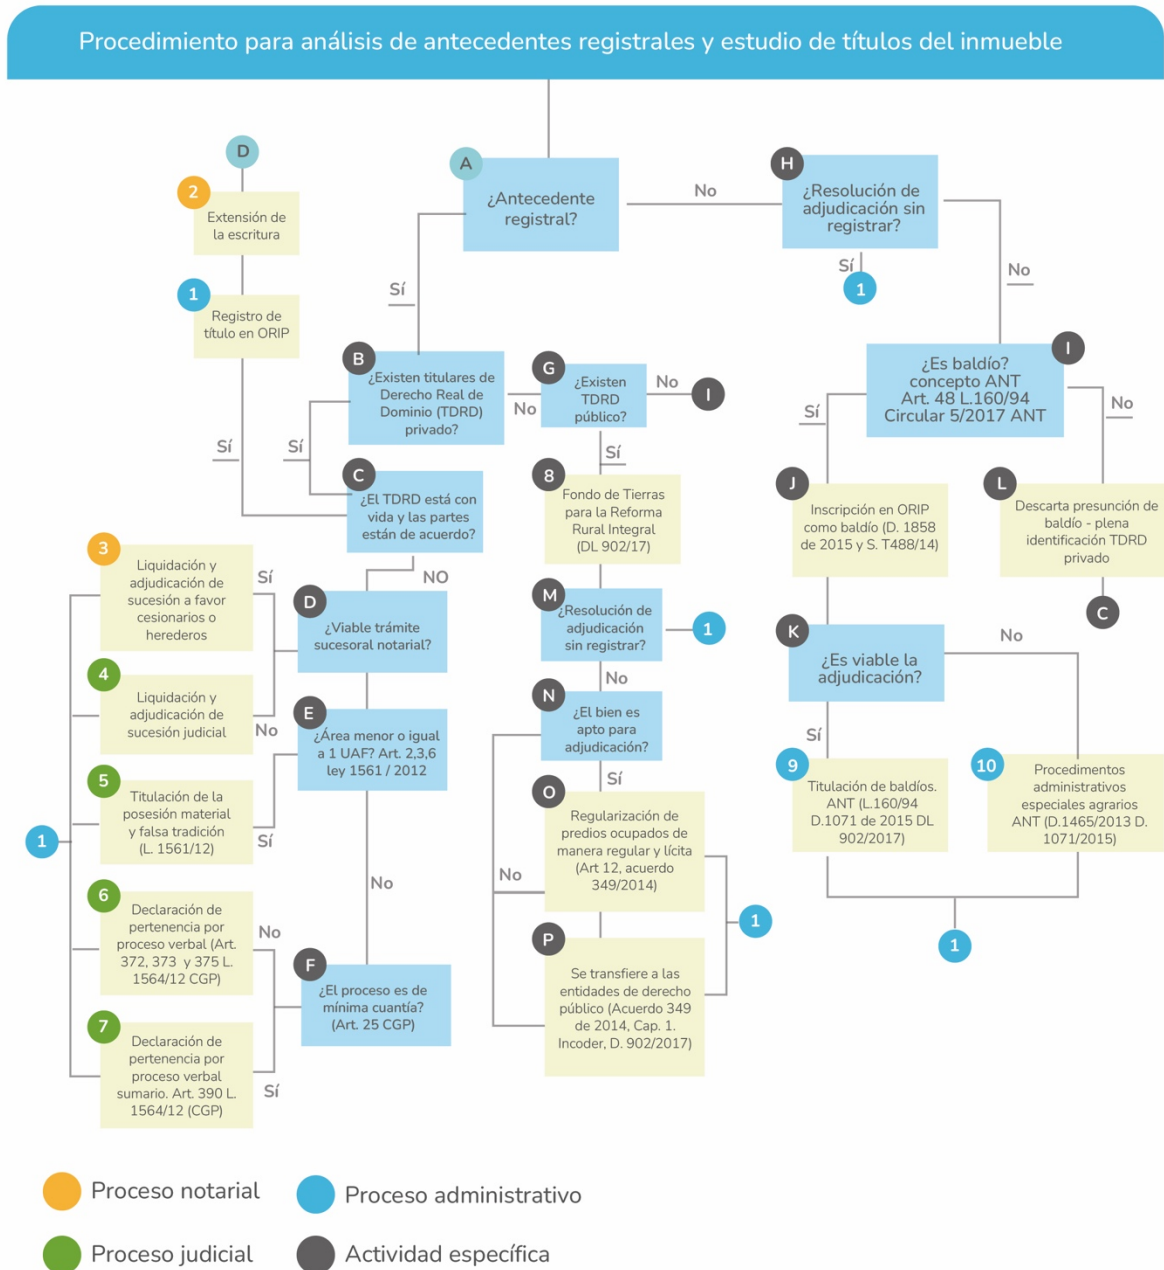 Procedimiento para análisis de antecedentes registrales y estudio de títulos del inmueble
D
2
Extensión de
la escritura
1
Registro de
título en ORIP
Sí
A
¿Antecedente
registral?
No
Sí
H
¿Resolución de
adjudicación sin
registrar?
Sí
1
No
B
¿Existen titulares de
Derecho Real de
Dominio (TDRD)
privado?
No
Sí
G
¿Existen
TDRD
público?
No
I
Sí
I
¿Es baldío?
concepto ANT
Art. 48 L.160/94
Circular 5/2017 ANT
Sí
No
C
¿El TDRD está con
vida y las partes
están de acuerdo?
NO
8
Fondo de Tierras
para la Reforma
Rural Integral
(DL 902/17)
J
Inscripción en ORIP
como baldío (D. 1858
de 2015 y S. T488/14)
L
Descarta presunción de
baldío - plena
identificación TDRD
privado
C
3
Liquidación y
adjudicación de
sucesión a favor
cesionarios o
herederos
Sí
D
¿Viable trámite
sucesoral notarial?
M
¿Resolución de
adjudicación
sin registrar?
1
No
K
¿Es viable la
adjudicación?
No
Sí
4
Liquidación y
adjudicación de
sucesión judicial
No
E
¿Área menor o igual
a 1 UAF? Art. 2,3,6
ley 1561 / 2012
N
¿El bien es
apto para
adjudicación?
Sí
No
9
Titulación de baldíos.
ANT (L.160/94
D.1071 de 2015 DL
902/2017)
10
Procedimentos
administrativos
especiales agrarios
ANT (D.1465/2013 D.
1071/2015)
1
5
Titulación de la
posesión material
y falsa tradición
(L. 1561/12)
Sí
1
No
O
Regularización de
predios ocupados de
manera regular y lícita
(Art 12, acuerdo
349/2014)
1
6
Declaración de
pertenencia por
proceso verbal (Art.
372, 373 y 375 L.
1564/12 CGP)
No
F
¿El proceso es de
mínima cuantía?
(Art. 25 CGP)
P
Se transfiere a las
entidades de derecho
público (Acuerdo 349
de 2014, Cap. 1.
Incoder, D. 902/2017)
7
Declaración de
pertenencia por
proceso verbal
sumario. Art. 390 L.
1564/12 (CGP)
Sí
Proceso notarial
Proceso administrativo
Proceso judicial
Actividad específica